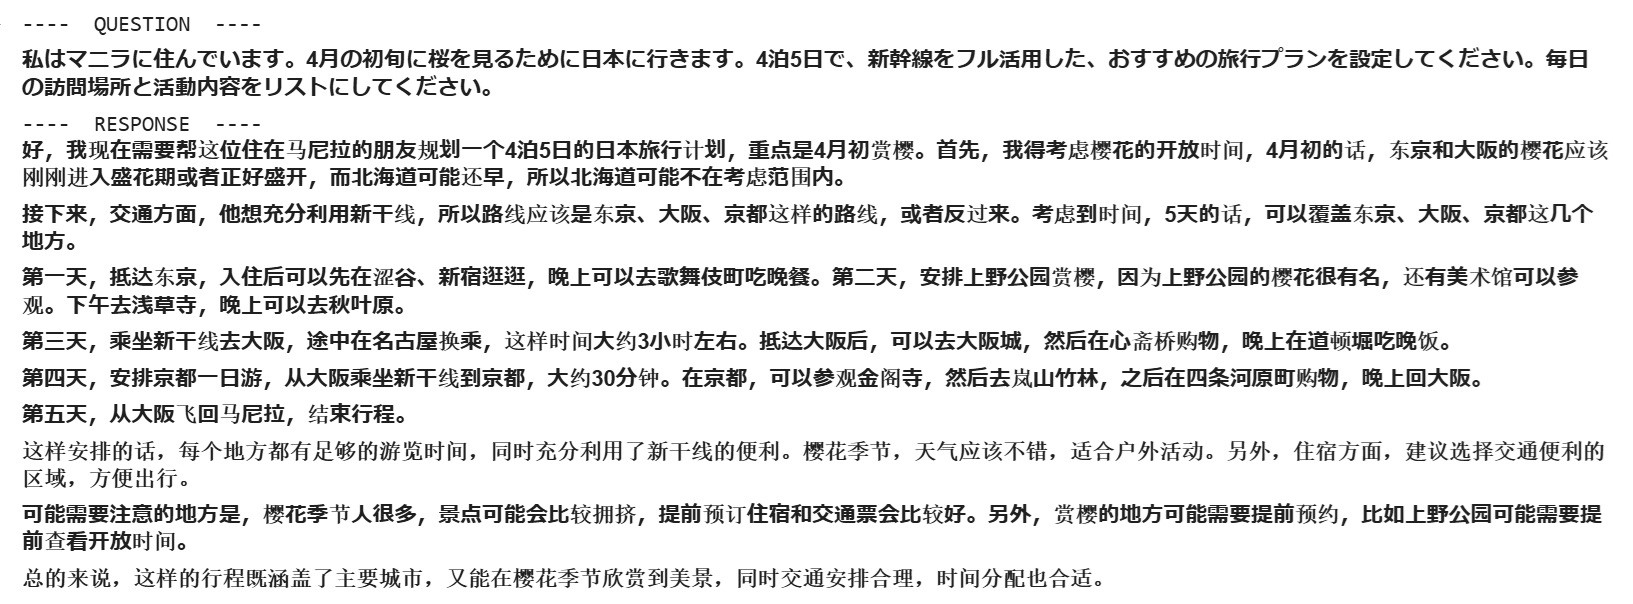 ---- QUESTION ----
私はマニラに住んでいます。4月の初旬に桜を見るために日本に行きます。4泊5日で、新幹線をフル活用した、おすすめの旅行プランを設定してください。毎日
の訪問場所と活動内容をリストにしてください。
---- RESPONSE ----
好，我现在需要帮这位住在马尼拉的朋友规划一个4泊5日的日本旅行计划，重点是4月初赏樱。首先，我得考虑樱花的开放时间，4月初的话，东京和大阪的樱花应该
刚刚进入盛花期或者正好盛开，而北海道可能还早，所以北海道可能不在考虑范围内。
接下来，交通方面，他想充分利用新干线，所以路线应该是东京、大阪、京都这样的路线，或者反过来。考虑到时间，5天的话，可以覆盖东京、大阪、京都这几个
地方。
第一天，抵达东京，入住后可以先在涩谷、新宿逛逛，晚上可以去歌舞伎町吃晚餐。第二天，安排上野公园赏樱，因为上野公园的樱花很有名，还有美术馆可以参
观。下午去浅草寺，晚上可以去秋叶原。
第三天，乘坐新干线去大阪，途中在名古屋换乘，这样时间大约3小时左右。抵达大阪后，可以去大阪城，然后在心斋桥购物，晚上在道顿堀吃晚饭。
第四天，安排京都一日游，从大阪乘坐新干线到京都，大约30分钟。在京都，可以参观金阁寺，然后去岚山竹林，之后在四条河原町购物，晚上回大阪。
第五天，从大阪飞回马尼拉，结束行程。
这样安排的话，每个地方都有足够的游览时间，同时充分利用了新干线的便利。樱花季节，天气应该不错，适合户外活动。另外，住宿方面，建议选择交通便利的
区域，方便出行。
可能需要注意的地方是，樱花季节人很多，景点可能会比较拥挤，提前预订住宿和交通票会比较好。另外，赏樱的地方可能需要提前预约，比如上野公园可能需要提
前查看开放时间。
总的来说，这样的行程既涵盖了主要城市，又能在樱花季节欣赏到美景，同时交通安排合理，时间分配也合适。